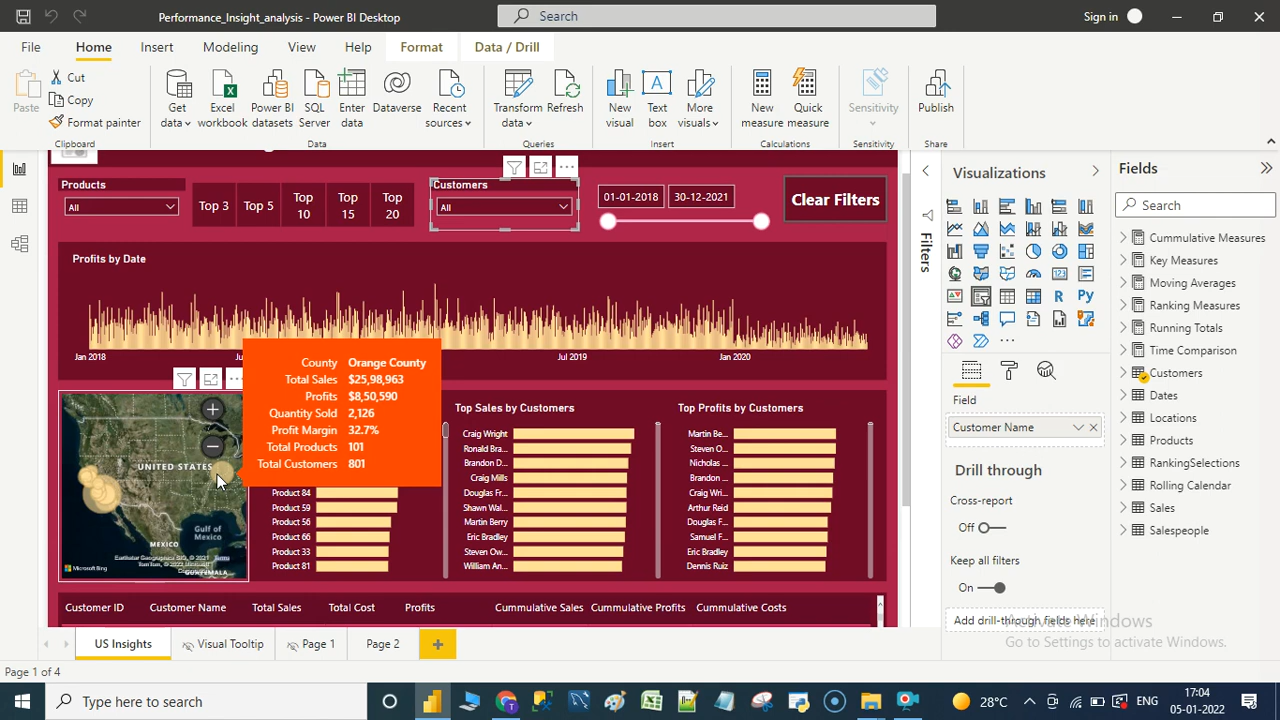 Performance_Insight_analysis - Power BI Desktop
Search
Sign in
File
Home
Insert
Modeling
View
Help
Format
Data / Drill
Paste
Cut
Copy
Format painter
Clipboard
Get data
Excel workbook
Power BI datasets
SQL Server
Enter data
Dataverse
Recent sources
Data
Transform data
Refresh
Queries
New visual
Text box
More visuals
Insert
New measure
Quick measure
Calculations
Sensitivity
Sensitivity
Publish
Share
Products
All
Top 3
Top 5
Top 10
Top 15
Top 20
Customers
All
01-01-2018
30-12-2021
Clear Filters
Profits by Date
Jan 2018
Jul 2019
Jan 2020
County Orange County
Total Sales $25,98,963
Profits $8,50,590
Quantity Sold 2,126
Profit Margin 32.7%
Total Products 101
Total Customers 801
UNITED STATES
Gulf of Mexico
MEXICO
GUATEMALA
Microsoft Bing
Product 84
Product 59
Product 56
Product 66
Product 33
Product 81
Top Sales by Customers
Craig Wright
Ronald Bra...
Brandon D...
Craig Mills
Douglas Fr...
Shawn Wal...
Martin Berry
Eric Bradley
Steven Ow...
William An...
Top Profits by Customers
Martin Be...
Steven O...
Nicholas ...
Brandon ...
Craig Wri...
Arthur Reid
Douglas F...
Samuel F...
Eric Bradley
Dennis Ruiz
Customer ID
Customer Name
Total Sales
Total Cost
Profits
Cummulative Sales
Cummulative Profits
Cummulative Costs
US Insights
Visual Tooltip
Page 1
Page 2
Page 1 of 4
Filters
Visualizations
R
Py
Field
Customer Name
Drill through
Cross-report
Off
Keep all filters
On
Add drill-through fields here
Fields
Search
Cummulative Measures
Key Measures
Moving Averages
Ranking Measures
Running Totals
Time Comparison
Customers
Dates
Locations
Products
RankingSelections
Rolling Calendar
Sales
Salespeople
Activate Windows
Go to Settings to activate Windows.
Type here to search
28°C
ENG
17:04
05-01-2022